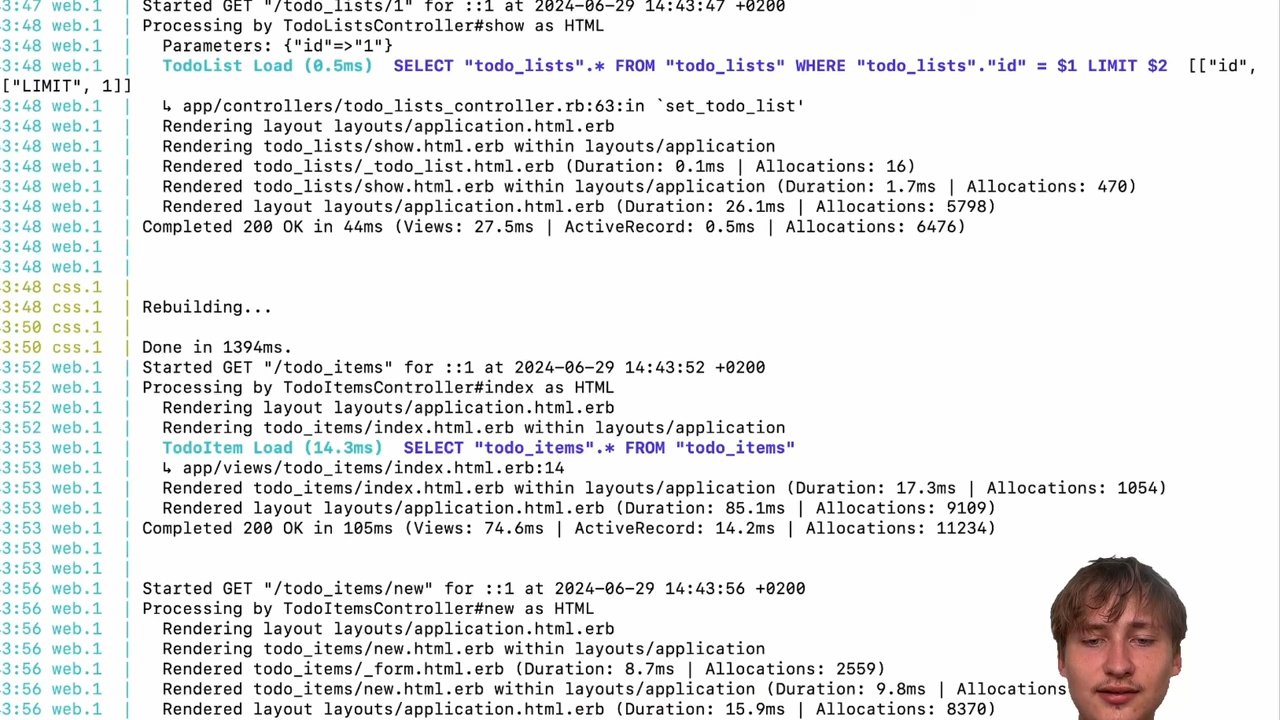 3:47 web.1 | Started GET "/todo_lists/1" for ::1 at 2024-06-29 14:43:47 +0200
3:48 web.1 | Processing by TodoListsController#show as HTML
3:48 web.1 | Parameters: {"id"=>"1"}
3:48 web.1 | TodoList Load (0.5ms) SELECT "todo_lists".* FROM "todo_lists" WHERE "todo_lists"."id" = $1 LIMIT $2 [["id",
["LIMIT", 1]]
3:48 web.1 | ↳ app/controllers/todo_lists_controller.rb:63:in `set_todo_list'
3:48 web.1 | Rendering layout layouts/application.html.erb
3:48 web.1 | Rendering todo_lists/show.html.erb within layouts/application
3:48 web.1 | Rendered todo_lists/_todo_list.html.erb (Duration: 0.1ms | Allocations: 16)
3:48 web.1 | Rendered todo_lists/show.html.erb within layouts/application (Duration: 1.7ms | Allocations: 470)
3:48 web.1 | Rendered layout layouts/application.html.erb (Duration: 26.1ms | Allocations: 5798)
3:48 web.1 | Completed 200 OK in 44ms (Views: 27.5ms | ActiveRecord: 0.5ms | Allocations: 6476)
3:48 web.1 |
3:48 web.1 |
3:48 css.1 |
3:48 css.1 | Rebuilding...
3:50 css.1 |
3:50 css.1 | Done in 1394ms.
3:52 web.1 | Started GET "/todo_items" for ::1 at 2024-06-29 14:43:52 +0200
3:52 web.1 | Processing by TodoItemsController#index as HTML
3:52 web.1 | Rendering layout layouts/application.html.erb
3:52 web.1 | Rendering todo_items/index.html.erb within layouts/application
3:53 web.1 | TodoItem Load (14.3ms) SELECT "todo_items".* FROM "todo_items"
3:53 web.1 | ↳ app/views/todo_items/index.html.erb:14
3:53 web.1 | Rendered todo_items/index.html.erb within layouts/application (Duration: 17.3ms | Allocations: 1054)
3:53 web.1 | Rendered layout layouts/application.html.erb (Duration: 85.1ms | Allocations: 9109)
3:53 web.1 | Completed 200 OK in 105ms (Views: 74.6ms | ActiveRecord: 14.2ms | Allocations: 11234)
3:53 web.1 |
3:53 web.1 |
3:56 web.1 | Started GET "/todo_items/new" for ::1 at 2024-06-29 14:43:56 +0200
3:56 web.1 | Processing by TodoItemsController#new as HTML
3:56 web.1 | Rendering layout layouts/application.html.erb
3:56 web.1 | Rendering todo_items/new.html.erb within layouts/application
3:56 web.1 | Rendered todo_items/_form.html.erb (Duration: 8.7ms | Allocations: 2559)
3:56 web.1 | Rendered todo_items/new.html.erb within layouts/application (Duration: 9.8ms | Allocations
3:56 web.1 | Rendered layout layouts/application.html.erb (Duration: 15.9ms | Allocations: 8370)